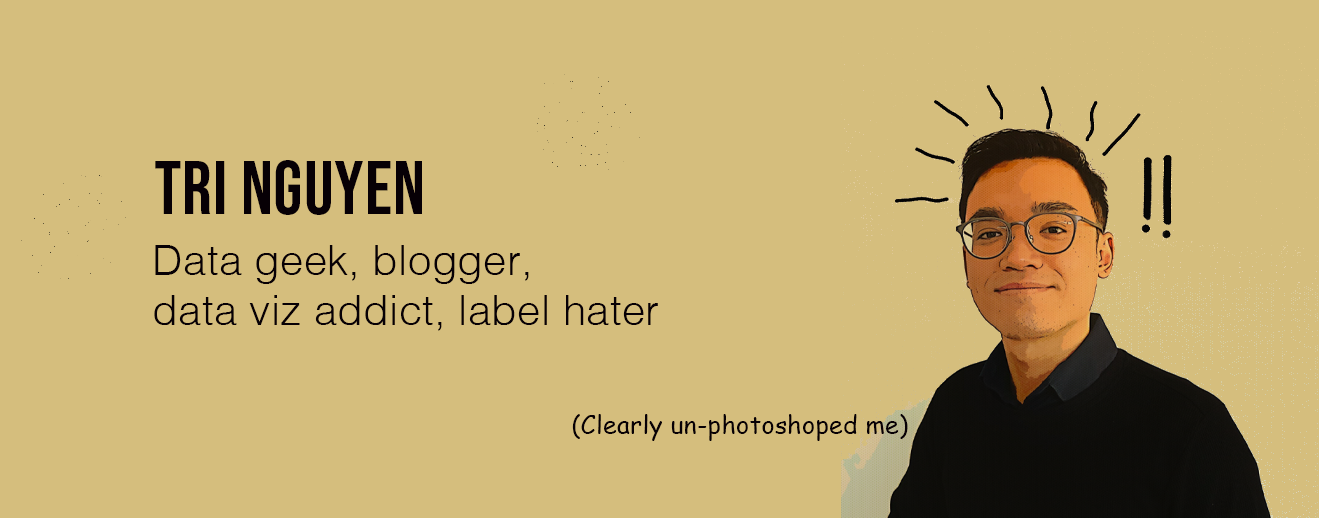 TRI NGUYEN
Data geek, blogger,
data viz addict, label hater
(Clearly un-photoshoped me)
!!